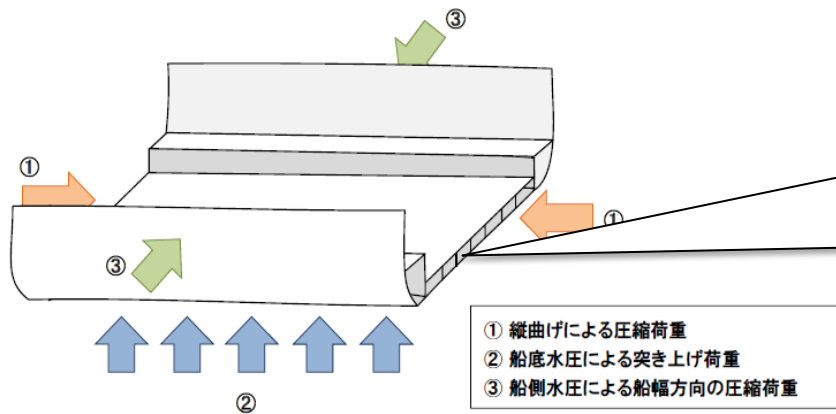 ③
①
①
③
②
① 縦曲げによる圧縮荷重
② 船底水圧による突き上げ荷重
③ 船側水圧による船幅方向の圧縮荷重